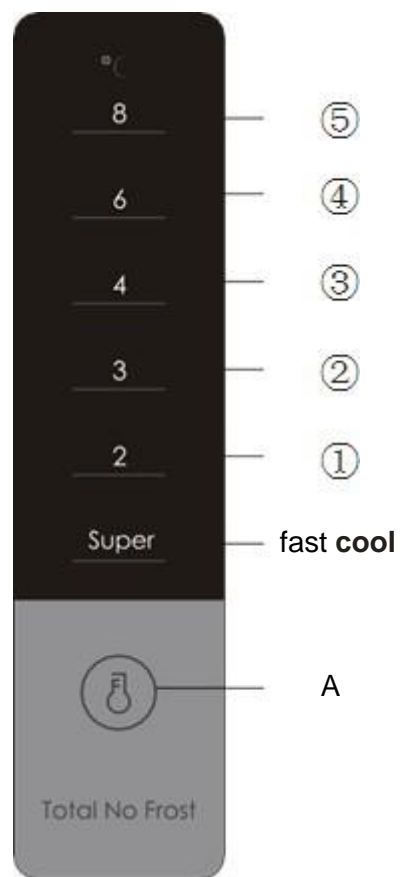 °C
8 ⑤
6 ④
4 ③
3 ②
2 ①
Super fast cool
A
Total No Frost